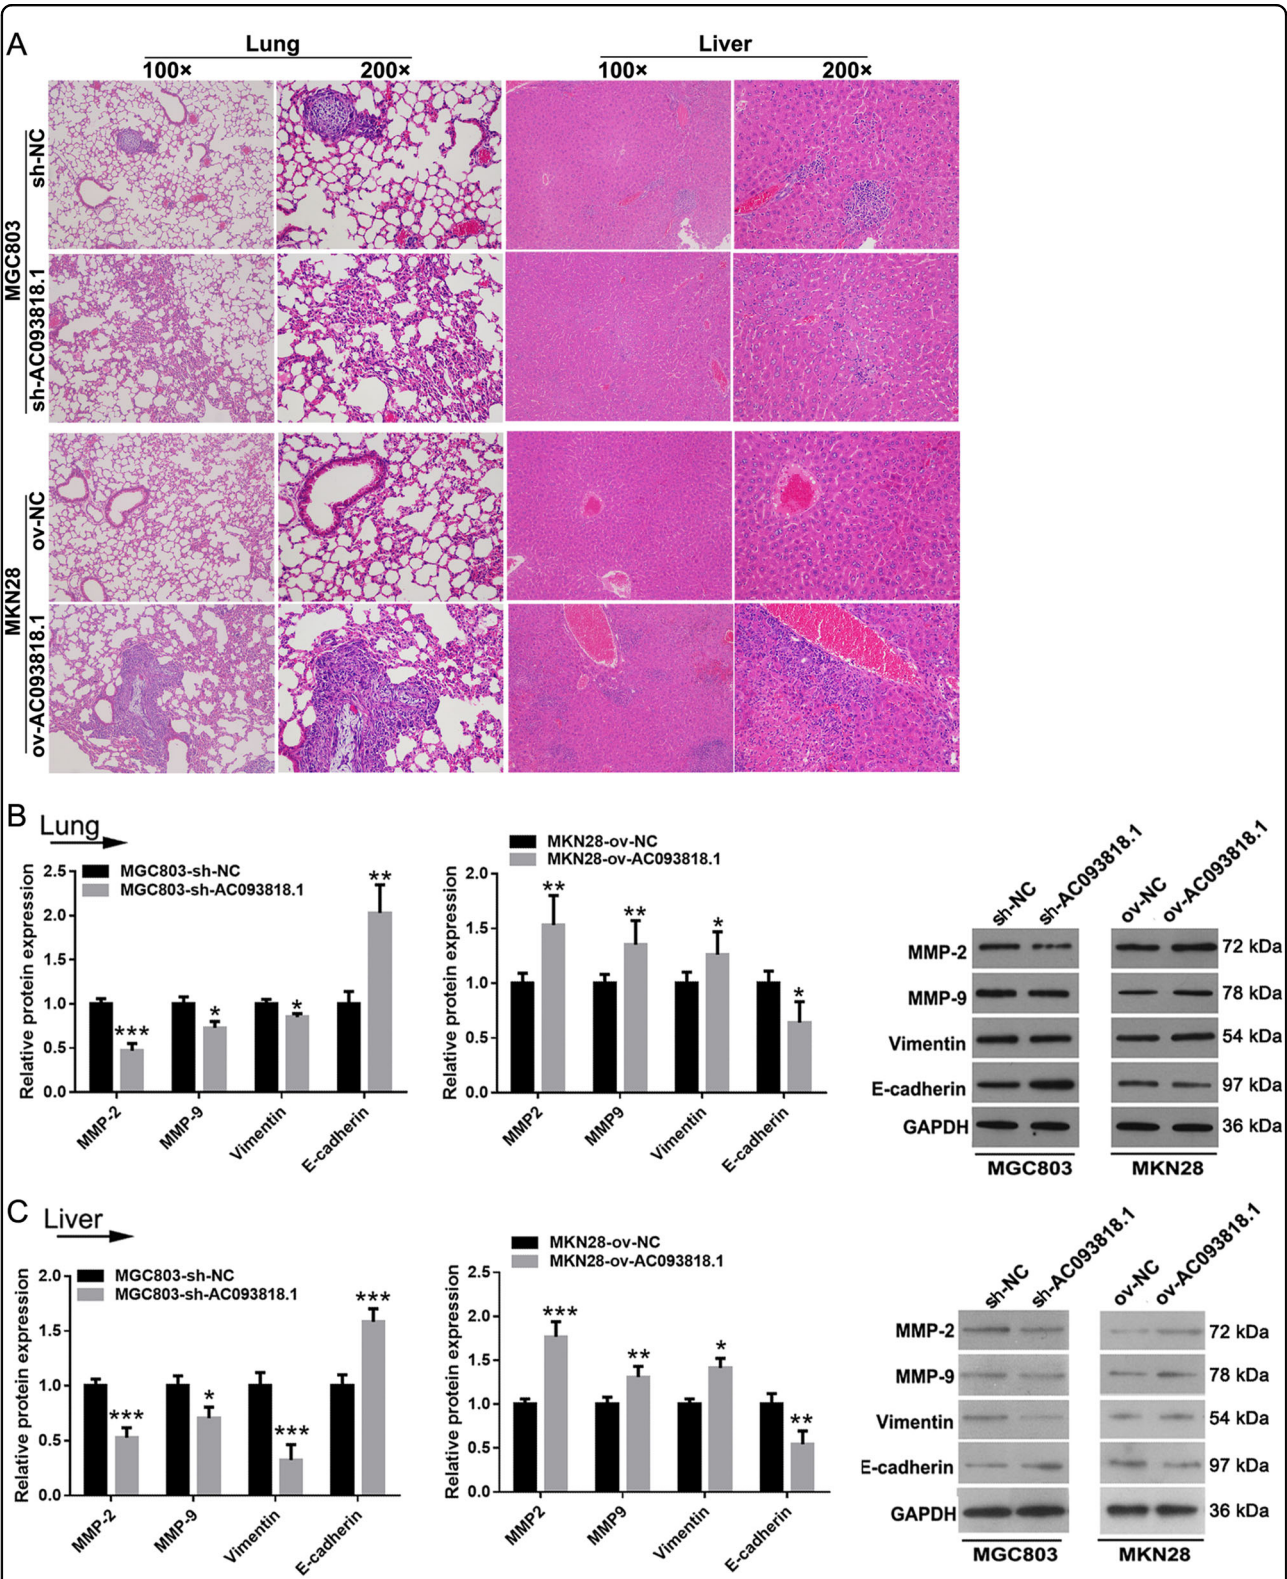 A
Lung
Liver
100×
200×
100×
200×
MGC803
sh-NC
sh-AC093818.1
MKN28
ov-NC
ov-AC093818.1
B
Lung
MGC803-sh-NC
MGC803-sh-AC093818.1
Relative protein expression
2.5
2.0
1.5
1.0
0.5
0.0
***
*
*
**
MMP-2
MMP-9
Vimentin
E-cadherin
MKN28-ov-NC
MKN28-ov-AC093818.1
Relative protein expression
2.0
1.5
1.0
0.5
0.0
**
**
*
*
MMP2
MMP9
Vimentin
E-cadherin
sh-NC
sh-AC093818.1
ov-NC
ov-AC093818.1
MMP-2 72 kDa
MMP-9 78 kDa
Vimentin 54 kDa
E-cadherin 97 kDa
GAPDH 36 kDa
MGC803
MKN28
C
Liver
MGC803-sh-NC
MGC803-sh-AC093818.1
Relative protein expression
2.0
1.5
1.0
0.5
0.0
***
*
***
***
MMP-2
MMP-9
Vimentin
E-cadherin
MKN28-ov-NC
MKN28-ov-AC093818.1
Relative protein expression
2.5
2.0
1.5
1.0
0.5
0.0
***
**
*
**
MMP2
MMP9
Vimentin
E-cadherin
sh-NC
sh-AC093818.1
ov-NC
ov-AC093818.1
MMP-2 72 kDa
MMP-9 78 kDa
Vimentin 54 kDa
E-cadherin 97 kDa
GAPDH 36 kDa
MGC803
MKN28